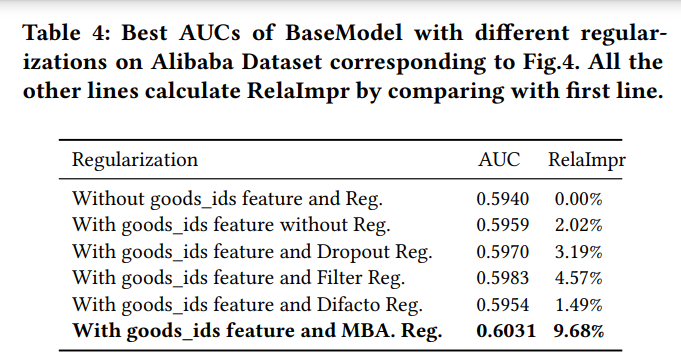 Table 4: Best AUCs of BaseModel with different regular-
izations on Alibaba Dataset corresponding to Fig.4. All the
other lines calculate RelaImpr by comparing with first line.
Regularization AUC RelaImpr
Without goods_ids feature and Reg. 0.5940 0.00%
With goods_ids feature without Reg. 0.5959 2.02%
With goods_ids feature and Dropout Reg. 0.5970 3.19%
With goods_ids feature and Filter Reg. 0.5983 4.57%
With goods_ids feature and Difacto Reg. 0.5954 1.49%
With goods_ids feature and MBA. Reg. 0.6031 9.68%